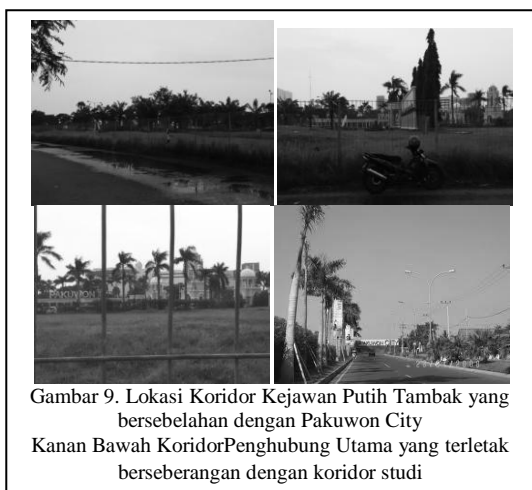 PAKUWON
Gambar 9. Lokasi Koridor Kejawan Putih Tambak yang
bersebelahan dengan Pakuwon City
Kanan Bawah KoridorPenghubung Utama yang terletak
berseberangan dengan koridor studi